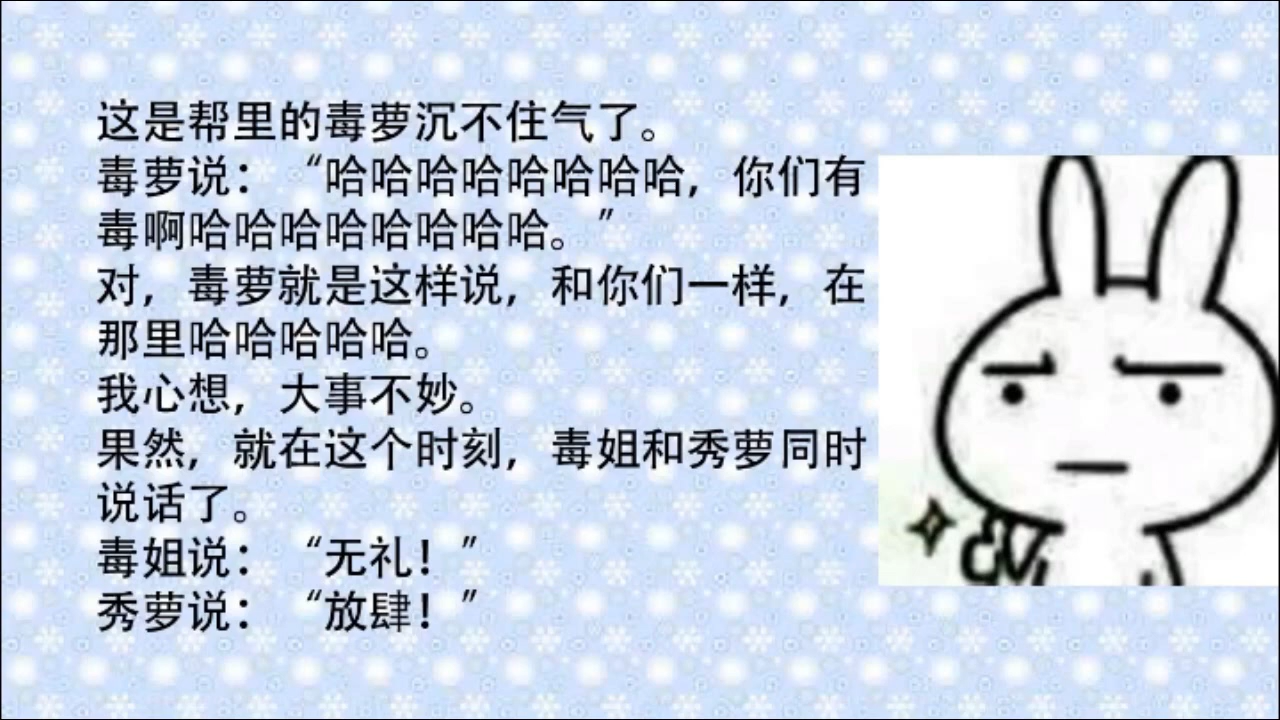 这是帮里的毒萝沉不住气了。
毒萝说：“哈哈哈哈哈哈哈哈，你们有
毒啊哈哈哈哈哈哈哈哈。”
对，毒萝就是这样说，和你们一样，在
那里哈哈哈哈哈。
我心想，大事不妙。
果然，就在这个时刻，毒姐和秀萝同时
说话了。
毒姐说：“无礼！”
秀萝说：“放肆！”